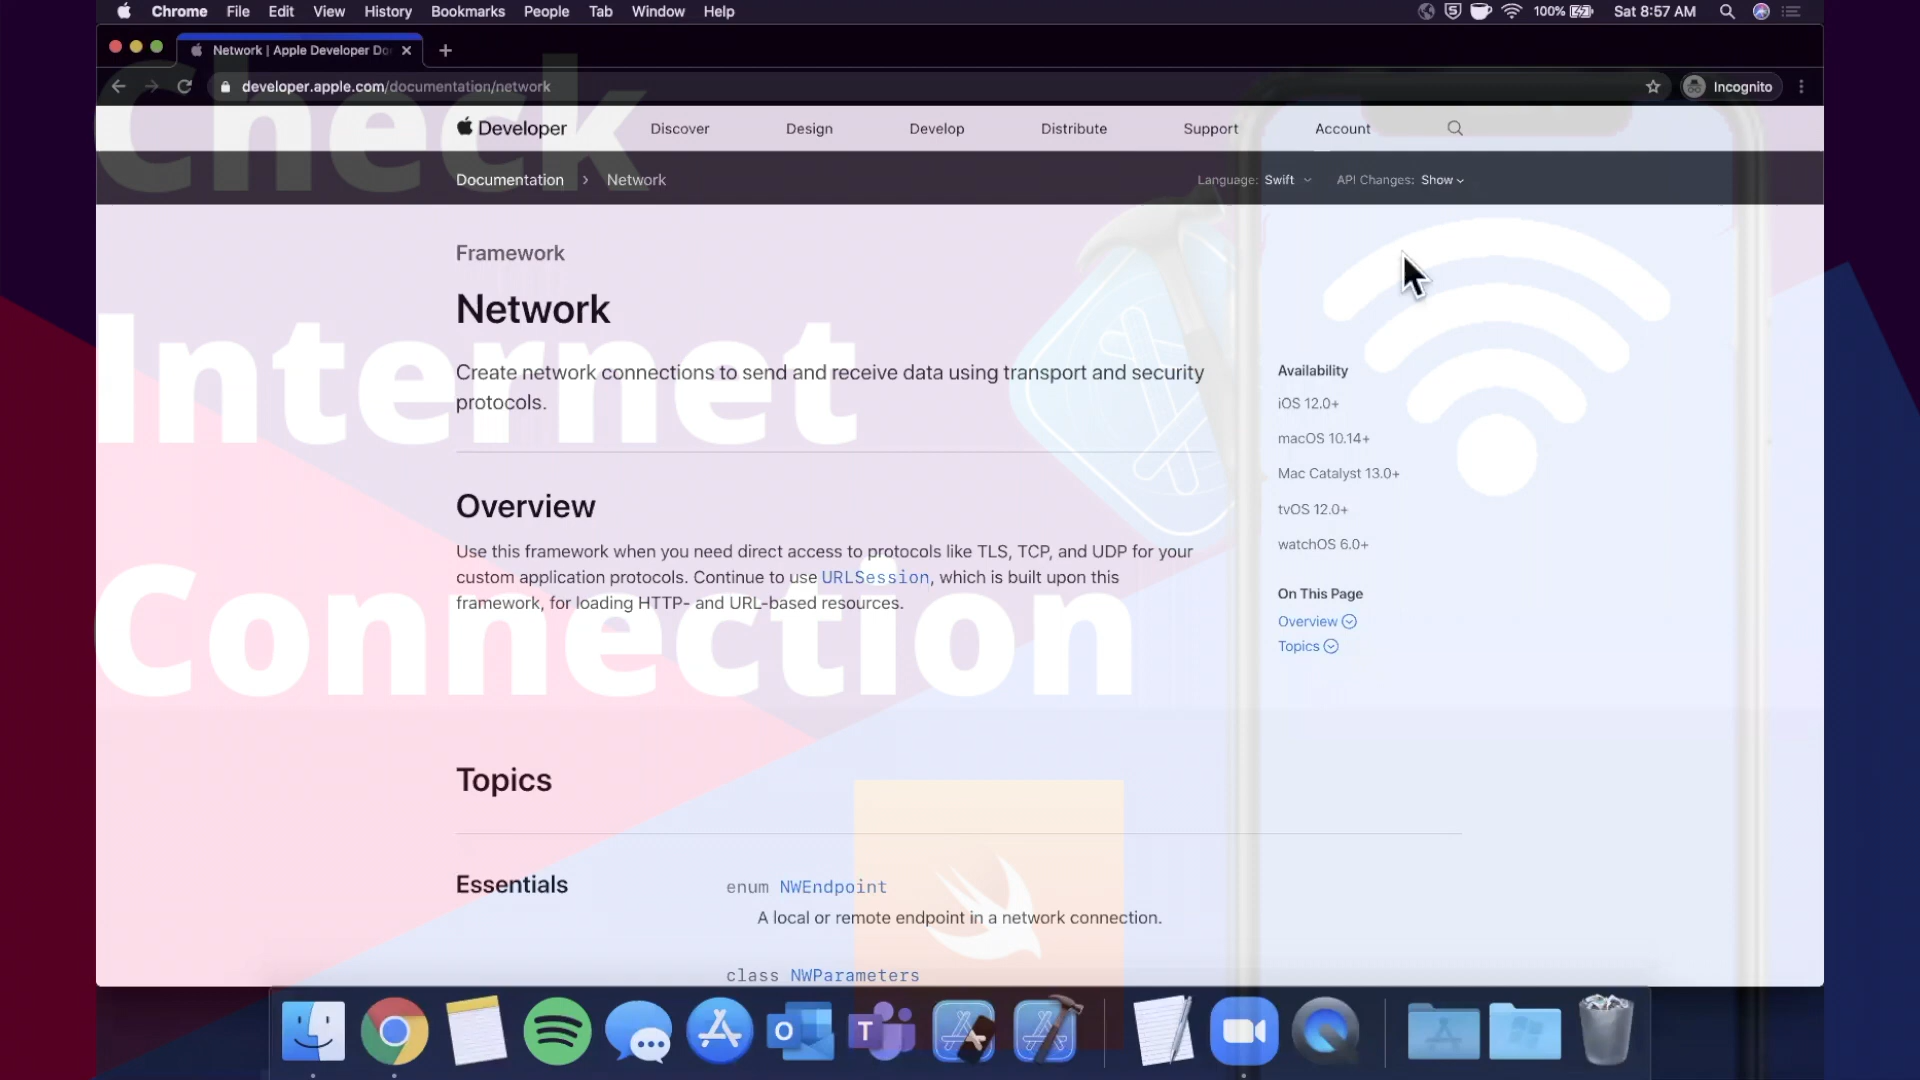 Chrome File Edit View History Bookmarks People Tab Window Help 100% Sat 8:57 AM
Network | Apple Developer Do
developer.apple.com/documentation/network Incognito
Check
Developer Discover Design Develop Distribute Support Account
Documentation > Network Language: Swift API Changes: Show
Framework
Network
Internet
Create network connections to send and receive data using transport and security
protocols.
Availability
iOS 12.0+
macOS 10.14+
Mac Catalyst 13.0+
tvOS 12.0+
watchOS 6.0+
Overview
Use this framework when you need direct access to protocols like TLS, TCP, and UDP for your
custom application protocols. Continue to use URLSession, which is built upon this
framework, for loading HTTP- and URL-based resources.
On This Page
Overview
Topics
Connection
Topics
Essentials
enum NWEndpoint
A local or remote endpoint in a network connection.
class NWParameters